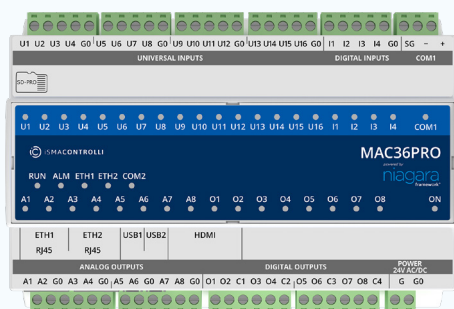 U1 U2 U3 U4 G0 U5 U6 U7 U8 G0 U9 U10 U11 U12 G0 U13 U14 U15 U16 G0 I1 I2 I3 I4 G0 SG − +
UNIVERSAL INPUTS DIGITAL INPUTS COM1
SD-PRO
U1 U2 U3 U4 U5 U6 U7 U8 U9 U10 U11 U12 U13 U14 U15 U16 I1 I2 I3 I4 COM1
iSMACONTROLLI MAC36PRO
powered by
niagara
framework
RUN ALM ETH1 ETH2 COM2
A1 A2 A3 A4 A5 A6 A7 A8 O1 O2 O3 O4 O5 O6 O7 O8 ON
ETH1 ETH2 USB1 USB2 HDMI
RJ45 RJ45
ANALOG OUTPUTS DIGITAL OUTPUTS POWER
24V AC/DC
A1 A2 G0 A3 A4 G0 A5 A6 G0 A7 A8 G0 O1 O2 C1 O3 O4 C2 O5 O6 C3 O7 O8 C4 G G0